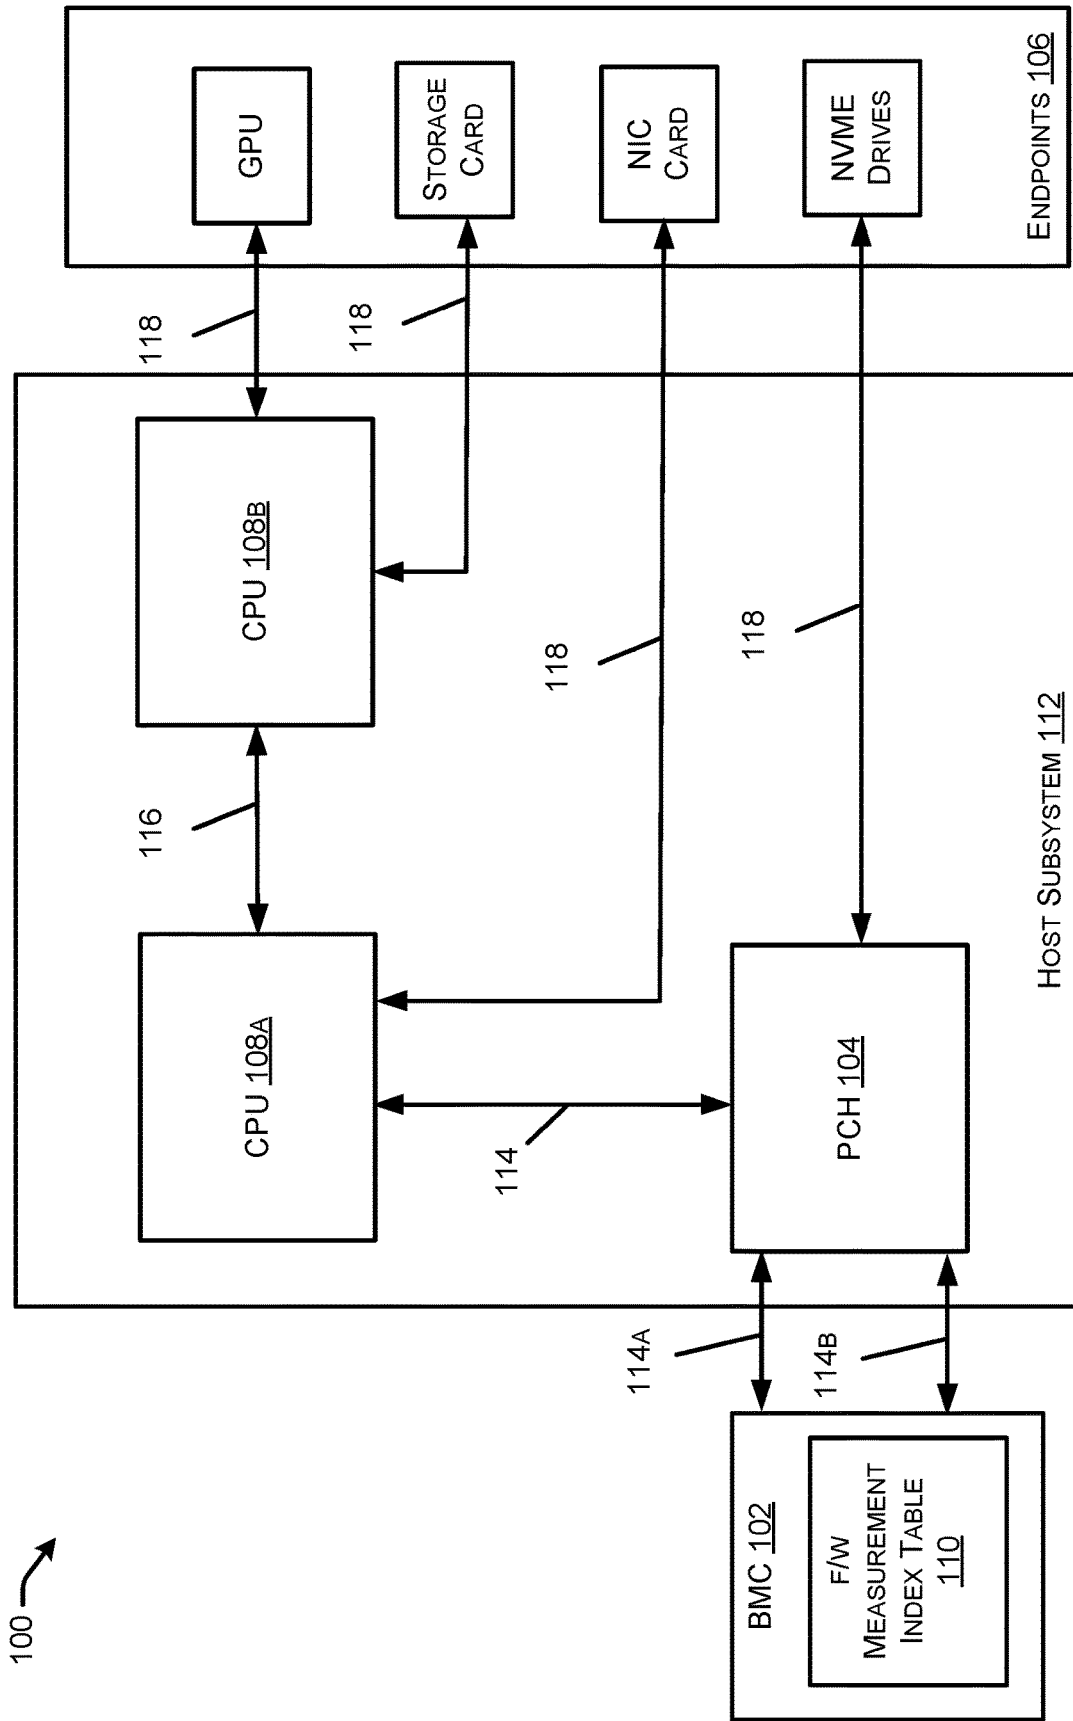 100
BMC 102
F/W
MEASUREMENT
INDEX TABLE
110
114A
114B
HOST SUBSYSTEM 112
CPU 108A
116
CPU 108B
114
PCH 104
118
118
118
118
ENDPOINTS 106
GPU
STORAGE
CARD
NIC
CARD
NVME
DRIVES